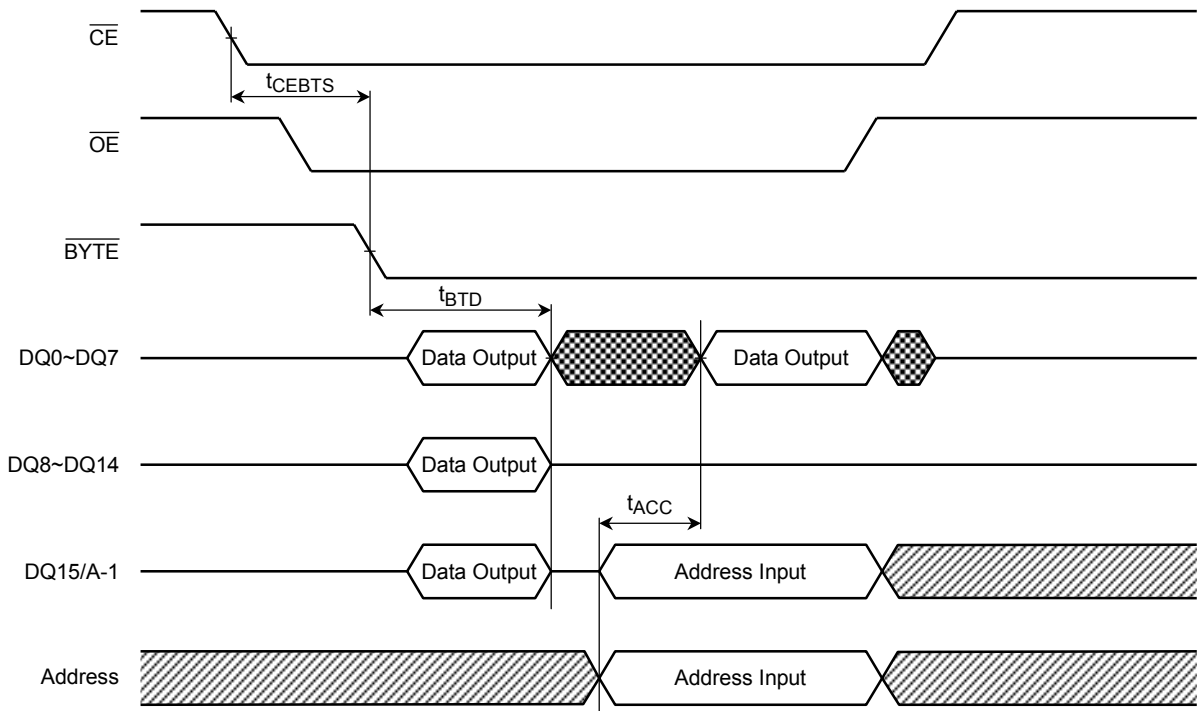 CE
tCEBTS
OE
BYTE
tBTD
DQ0~DQ7
Data Output
Data Output
DQ8~DQ14
Data Output
tACC
DQ15/A-1
Data Output
Address Input
Address
Address Input